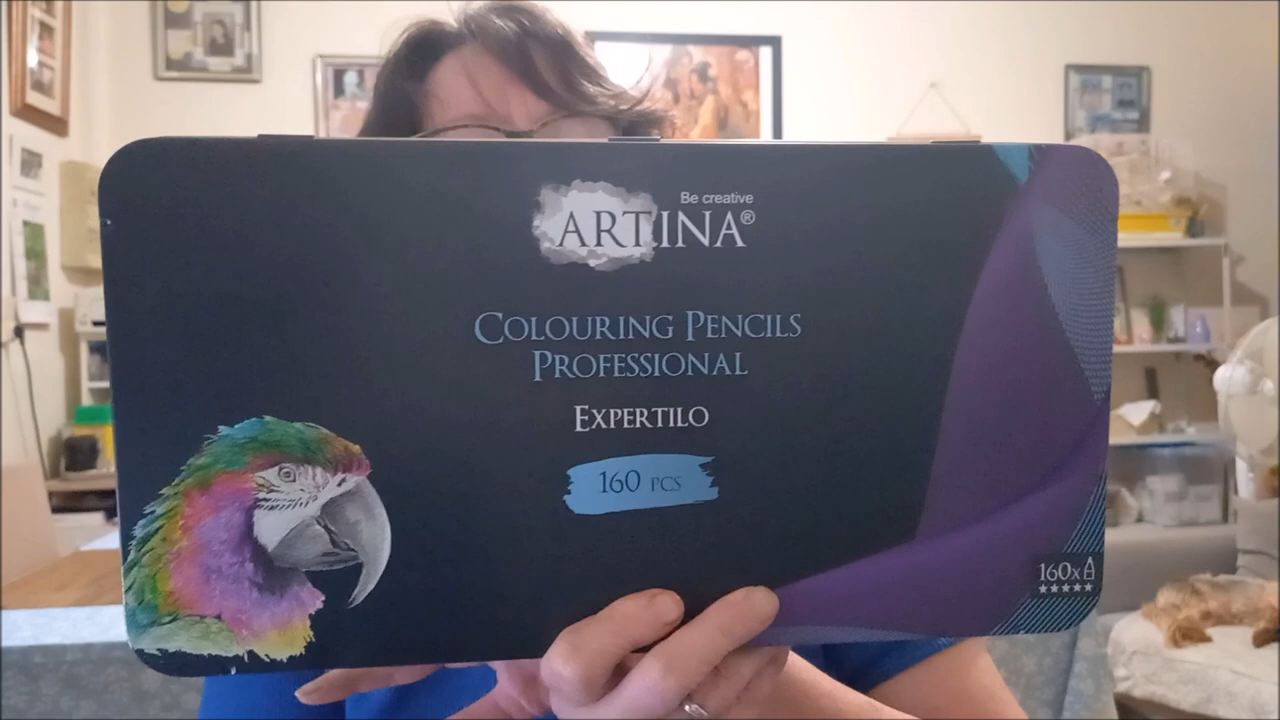 Be creative
ARTINA®
COLOURING PENCILS
PROFESSIONAL
EXPERTILO
160 PCS
160x